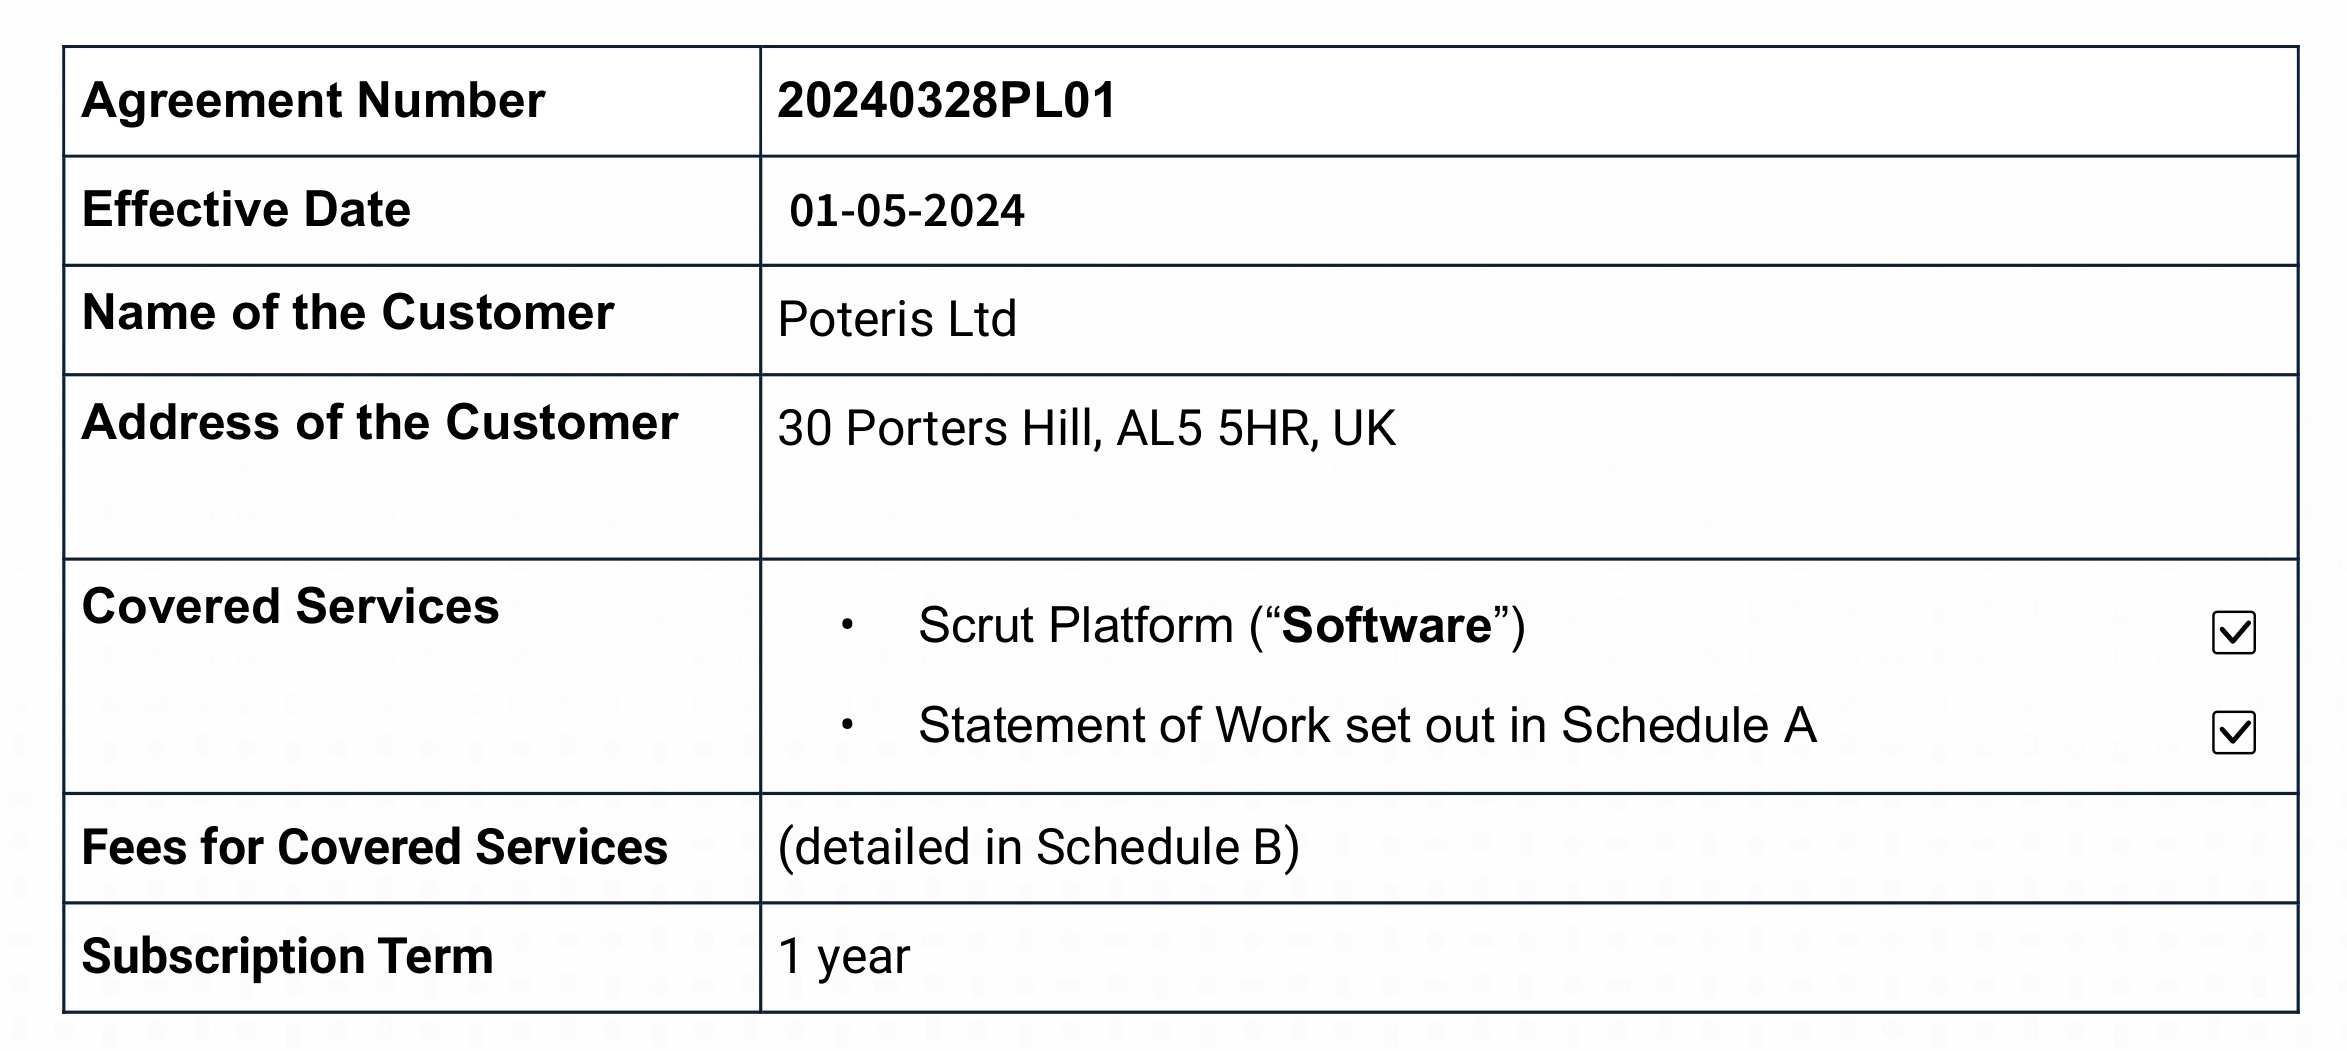 Agreement Number 20240328PL01
Effective Date 01-05-2024
Name of the Customer Poteris Ltd
Address of the Customer 30 Porters Hill, AL5 5HR, UK
Covered Services
• Scrut Platform (“Software”) ☑
• Statement of Work set out in Schedule A ☑
Fees for Covered Services (detailed in Schedule B)
Subscription Term 1 year